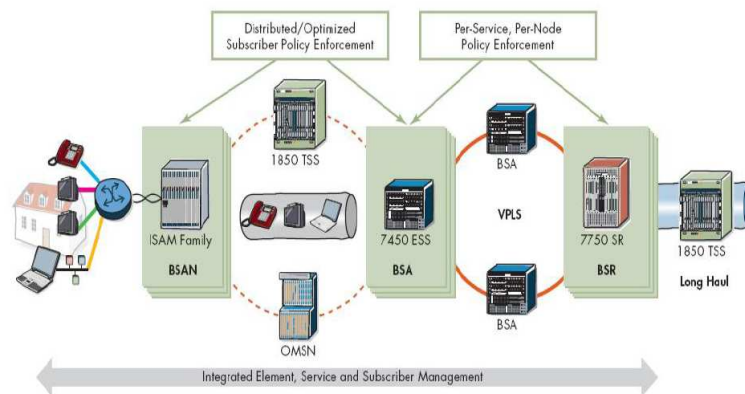 Distributed/Optimized
Subscriber Policy Enforcement
Per-Service, Per-Node
Policy Enforcement
1850 TSS
BSA
ISAM Family
BSAN
7450 ESS
BSA
VPLS
7750 SR
BSR
1850 TSS
Long Haul
OMSN
BSA
Integrated Element, Service and Subscriber Management